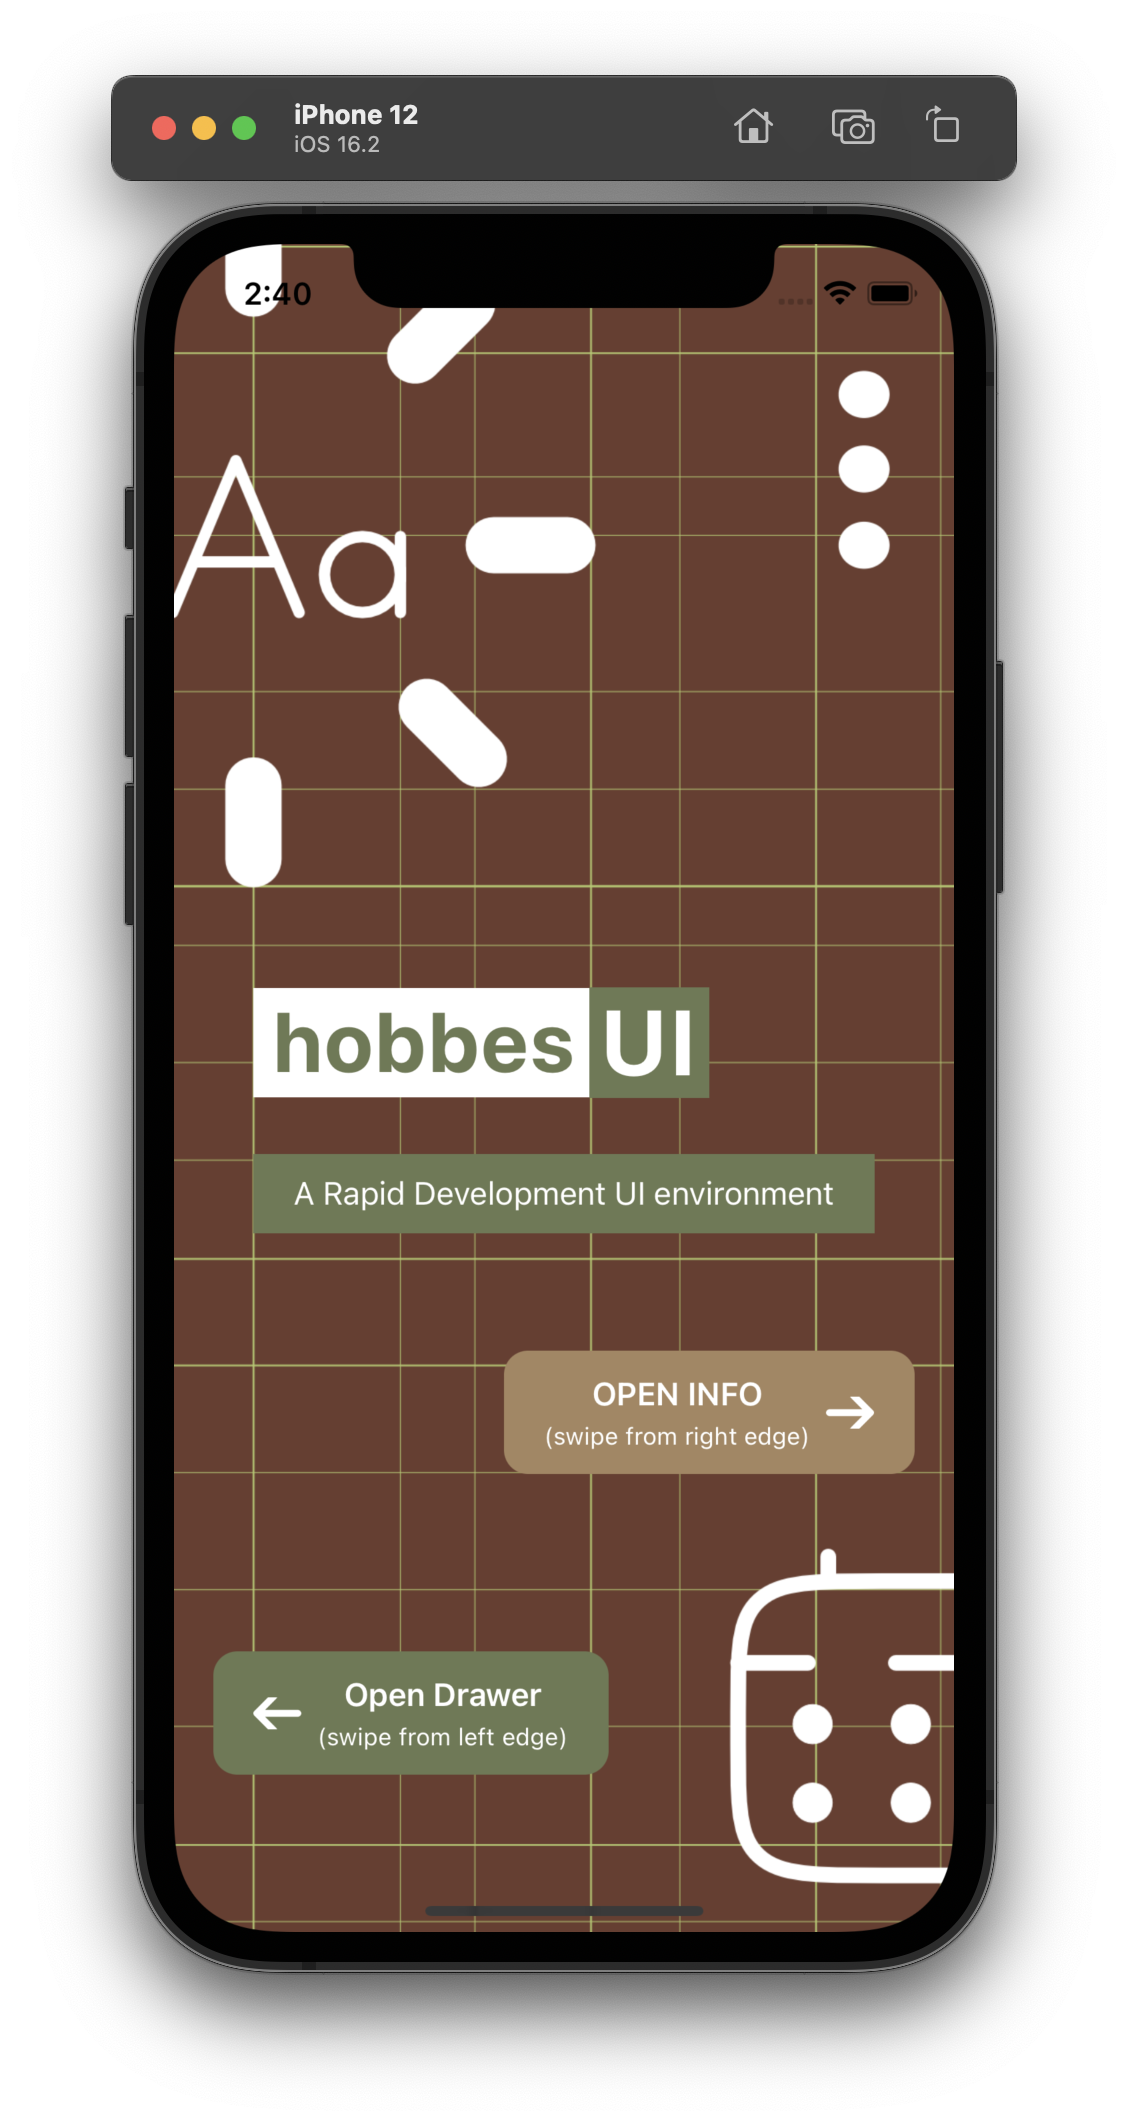 iPhone 12
iOS 16.2
2:40
Aa
hobbes UI
A Rapid Development UI environment
OPEN INFO
(swipe from right edge)
Open Drawer
(swipe from left edge)